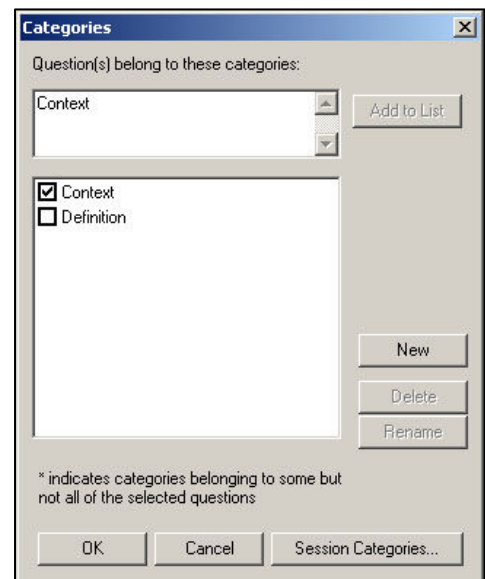 Categories
Question(s) belong to these categories:
Context
Add to List
Context
Definition
New
Delete
Rename
* indicates categories belonging to some but
not all of the selected questions
OK
Cancel
Session Categories...